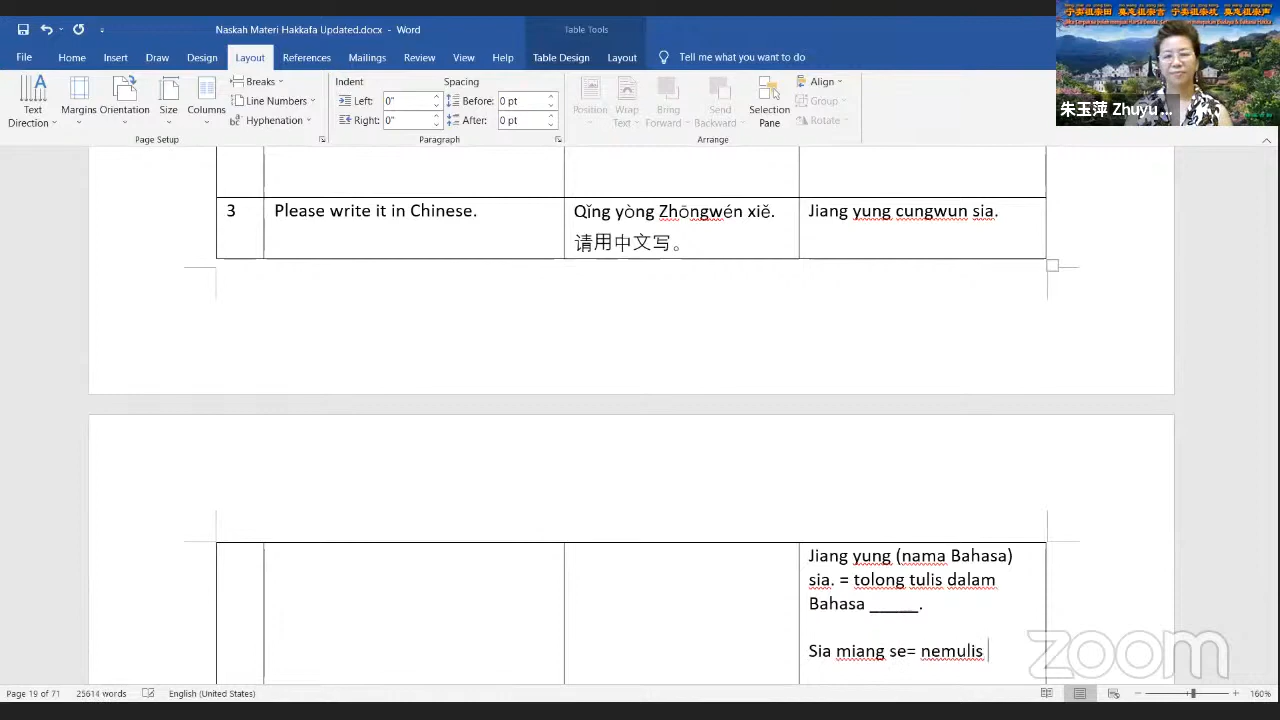 Naskah Materi Hakkafa Updated.docx - Word
Table Tools
File Home Insert Draw Design Layout References Mailings Review View Help Table Design Layout Tell me what you want to do
Text Direction
Margins
Orientation
Size
Columns
Breaks
Line Numbers
Hyphenation
Page Setup
Indent
Left: 0"
Right: 0"
Spacing
Before: 0 pt
After: 0 pt
Paragraph
Position
Wrap Text
Bring Forward
Send Backward
Selection Pane
Align
Group
Rotate
Arrange
宁卖祖宗田
朱玉萍 Zhuyu ...
3
Please write it in Chinese.
Qǐng yòng Zhōngwén xiě.
请用中文写。
Jiang yung cungwun sia.
Jiang yung (nama Bahasa)
sia. = tolong tulis dalam
Bahasa ______.
Sia miang se= nemulis
zoom
Page 19 of 71 25614 words English (United States) 160%